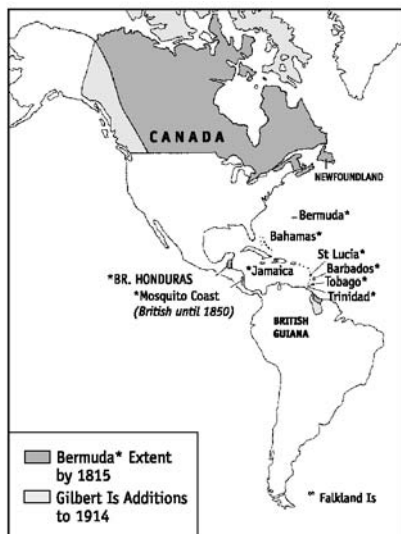 CANADA
NEWFOUNDLAND
Bermuda*
Bahamas*
St Lucia*
*Jamaica
Barbados*
*BR. HONDURAS
Tobago*
*Mosquito Coast
Trinidad*
(British until 1850)
BRITISH
GUIANA
Bermuda* Extent
by 1815
Gilbert Is Additions
to 1914
Falkland Is